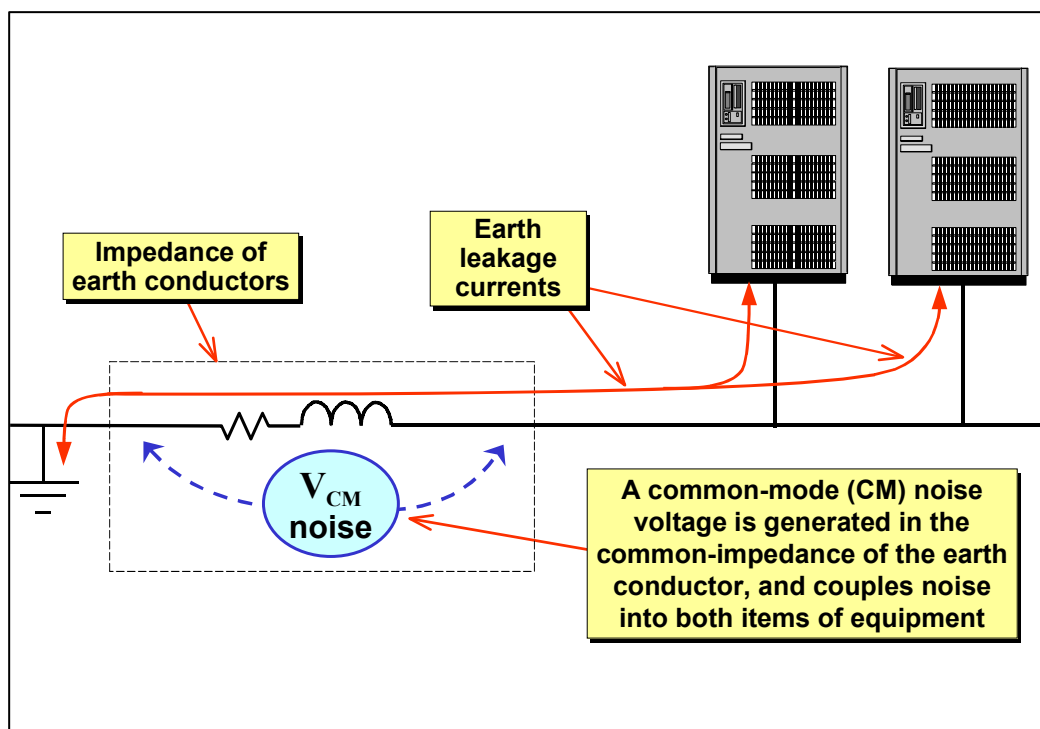 Impedance of
earth conductors
Earth
leakage
currents
V_CM
noise
A common-mode (CM) noise
voltage is generated in the
common-impedance of the earth
conductor, and couples noise
into both items of equipment